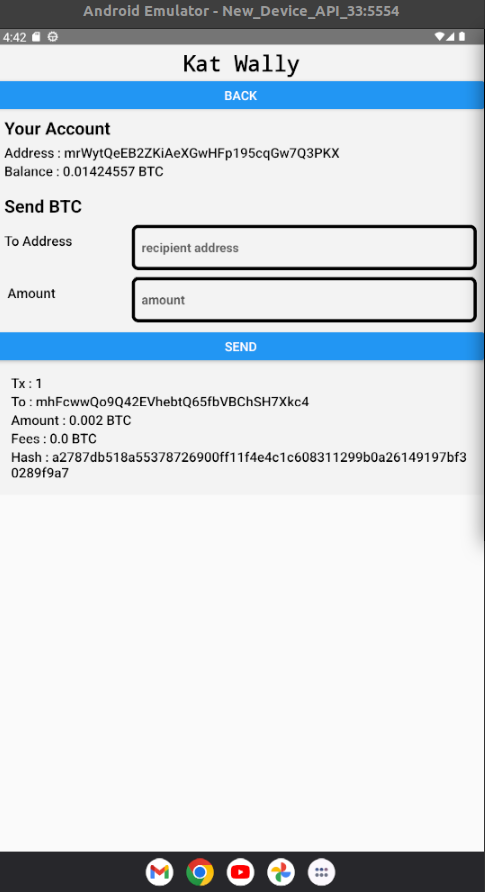 Android Emulator - New_Device_API_33:5554
4:42
Kat Wally
BACK
Your Account
Address : mrWytQeEB2ZKiAeXGwHFp195cqGw7Q3PKX
Balance : 0.01424557 BTC
Send BTC
To Address
recipient address
Amount
amount
SEND
Tx : 1
To : mhFcwwQo9Q42EVhebtQ65fbVBChSH7Xkc4
Amount : 0.002 BTC
Fees : 0.0 BTC
Hash : a2787db518a55378726900ff11f4e4c1c608311299b0a26149197bf3
0289f9a7